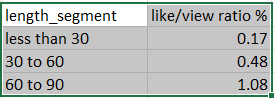 length_segment like/view ratio %
less than 30 0.17
30 to 60 0.48
60 to 90 1.08